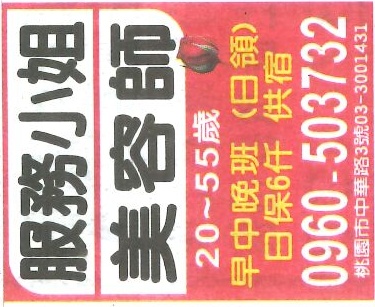 服務小姐
美容師
20～55歲
早中晚班（日領）
日保6仟 供宿
0960-503732
桃園市中華路3號03-3001431